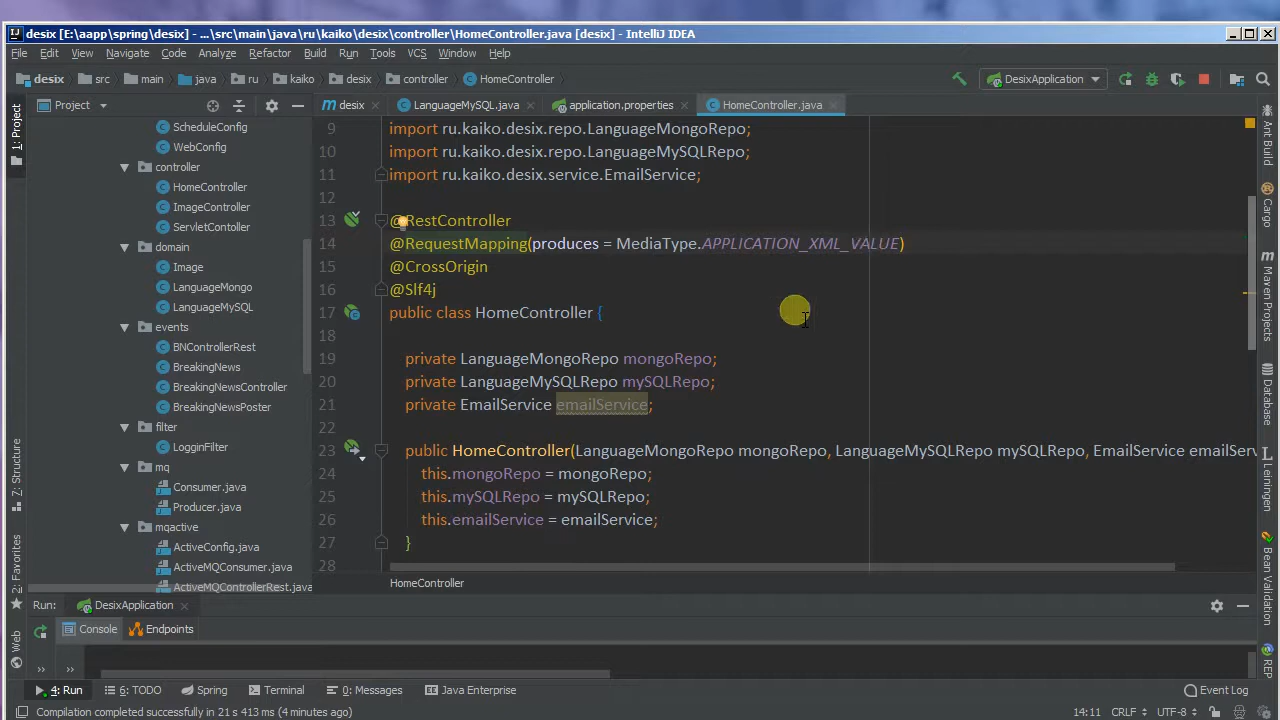 desix [E:\aapp\spring\desix] - ...\src\main\java\ru\kaiko\desix\controller\HomeController.java [desix] - IntelliJ IDEA
File Edit View Navigate Code Analyze Refactor Build Run Tools VCS Window Help
desix src main java ru kaiko desix controller HomeController DesixApplication
Project desix LanguageMySQL.java application.properties HomeController.java
1: Project
Z: Structure
2: Favorites
Web
ScheduleConfig
WebConfig
controller
HomeController
ImageController
ServletContoller
domain
Image
LanguageMongo
LanguageMySQL
events
BNControllerRest
BreakingNews
BreakingNewsController
BreakingNewsPoster
filter
LogginFilter
mq
Consumer.java
Producer.java
mqactive
ActiveConfig.java
ActiveMQConsumer.java
ActiveMQControllerRest.java
9 import ru.kaiko.desix.repo.LanguageMongoRepo;
10 import ru.kaiko.desix.repo.LanguageMySQLRepo;
11 import ru.kaiko.desix.service.EmailService;
12
13 @RestController
14 @RequestMapping(produces = MediaType.APPLICATION_XML_VALUE)
15 @CrossOrigin
16 @Slf4j
17 public class HomeController {
18
19 private LanguageMongoRepo mongoRepo;
20 private LanguageMySQLRepo mySQLRepo;
21 private EmailService emailService;
22
23 public HomeController(LanguageMongoRepo mongoRepo, LanguageMySQLRepo mySQLRepo, EmailService emailServ
24 this.mongoRepo = mongoRepo;
25 this.mySQLRepo = mySQLRepo;
26 this.emailService = emailService;
27 }
28
HomeController
Ant Build
Cargo
Maven Projects
Database
Leiningen
Bean Validation
REP
Run: DesixApplication
Console Endpoints
4: Run 6: TODO Spring Terminal 0: Messages Java Enterprise Event Log
Compilation completed successfully in 21 s 413 ms (4 minutes ago) 14:11 CRLF UTF-8